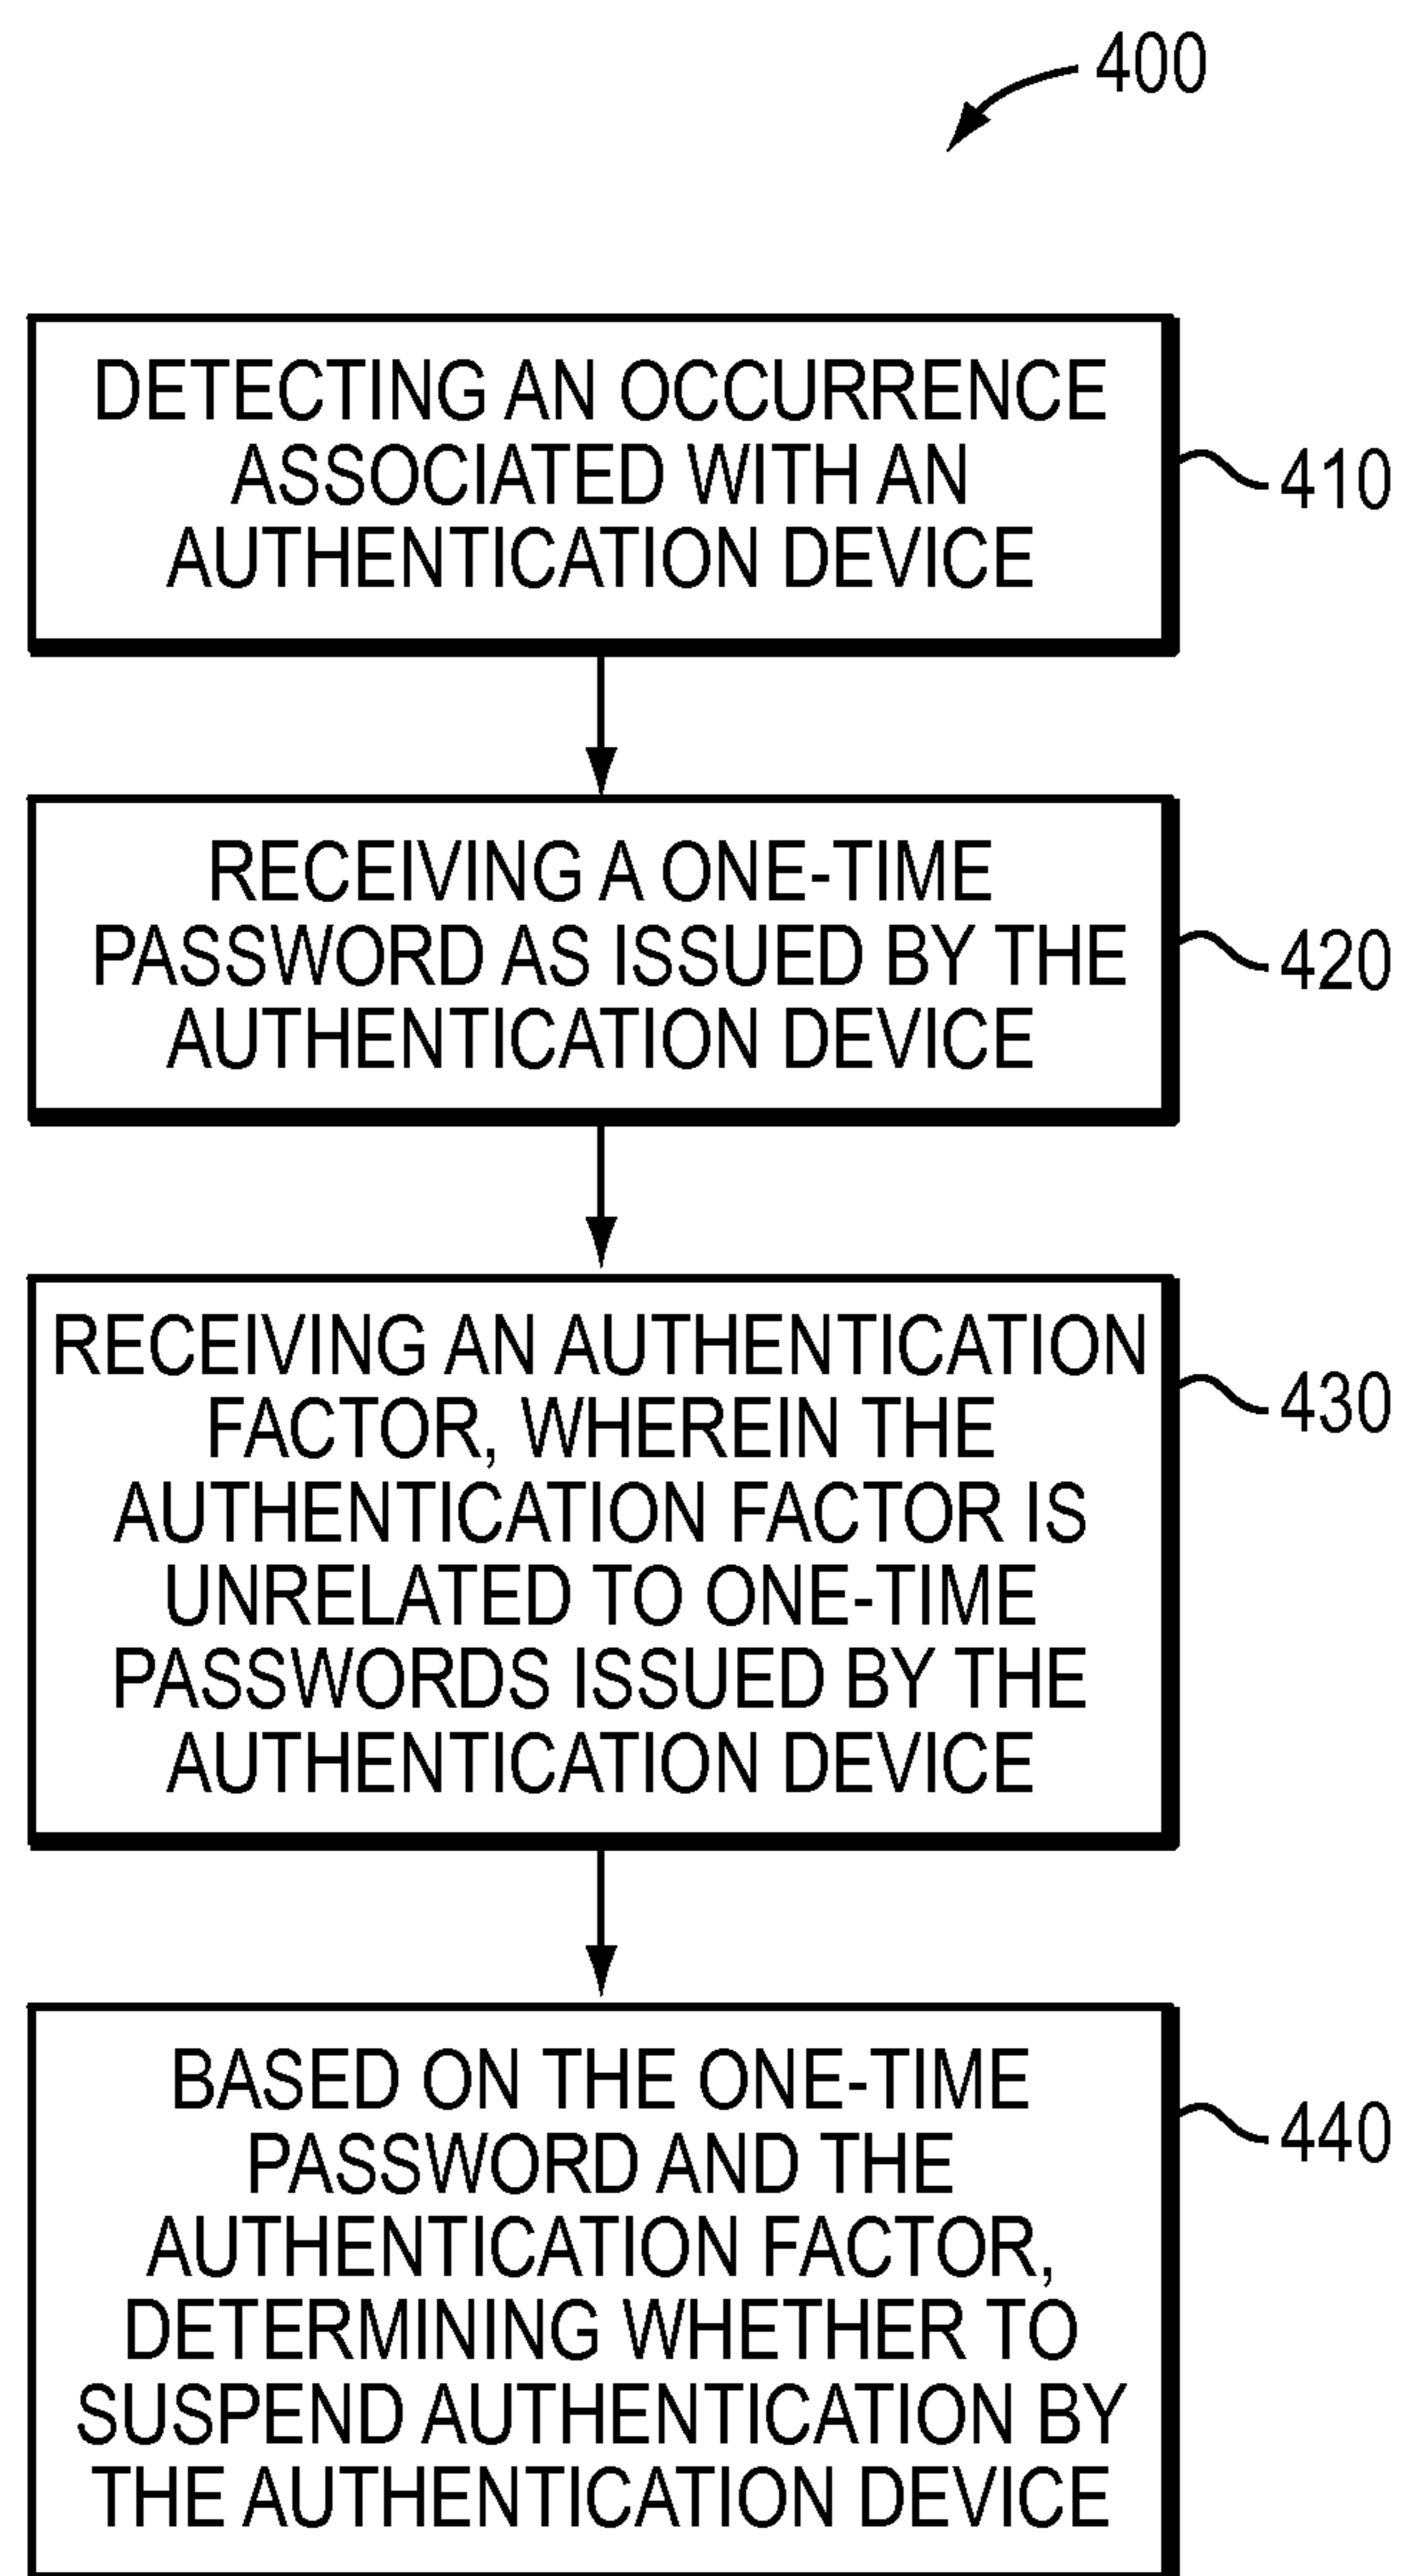 400
DETECTING AN OCCURRENCE
ASSOCIATED WITH AN
AUTHENTICATION DEVICE
410
RECEIVING A ONE-TIME
PASSWORD AS ISSUED BY THE
AUTHENTICATION DEVICE
420
RECEIVING AN AUTHENTICATION
FACTOR, WHEREIN THE
AUTHENTICATION FACTOR IS
UNRELATED TO ONE-TIME
PASSWORDS ISSUED BY THE
AUTHENTICATION DEVICE
430
BASED ON THE ONE-TIME
PASSWORD AND THE
AUTHENTICATION FACTOR,
DETERMINING WHETHER TO
SUSPEND AUTHENTICATION BY
THE AUTHENTICATION DEVICE
440